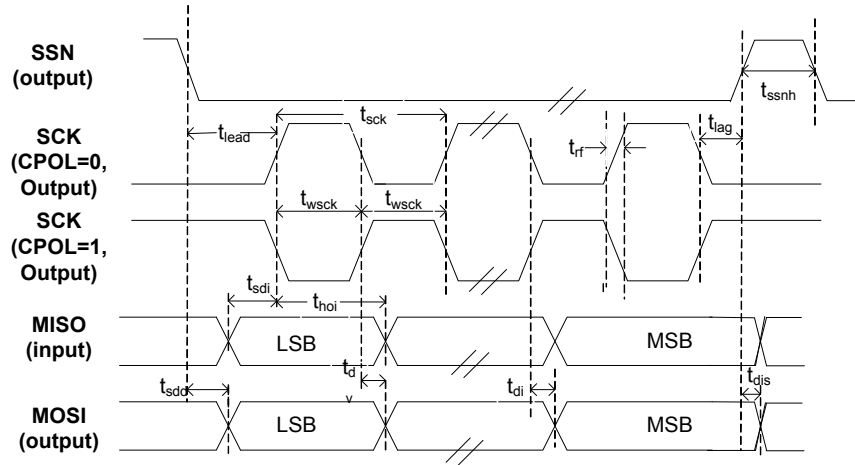 SSN
(output)
t_ssnh
t_sck
SCK
(CPOL=0,
Output)
t_lead
t_rf
t_lag
t_wsck t_wsck
SCK
(CPOL=1,
Output)
t_sdi
t_hoi
MISO
(input)
LSB
MSB
t_sdo
t_d
v
t_di
t_dis
MOSI
(output)
LSB
MSB